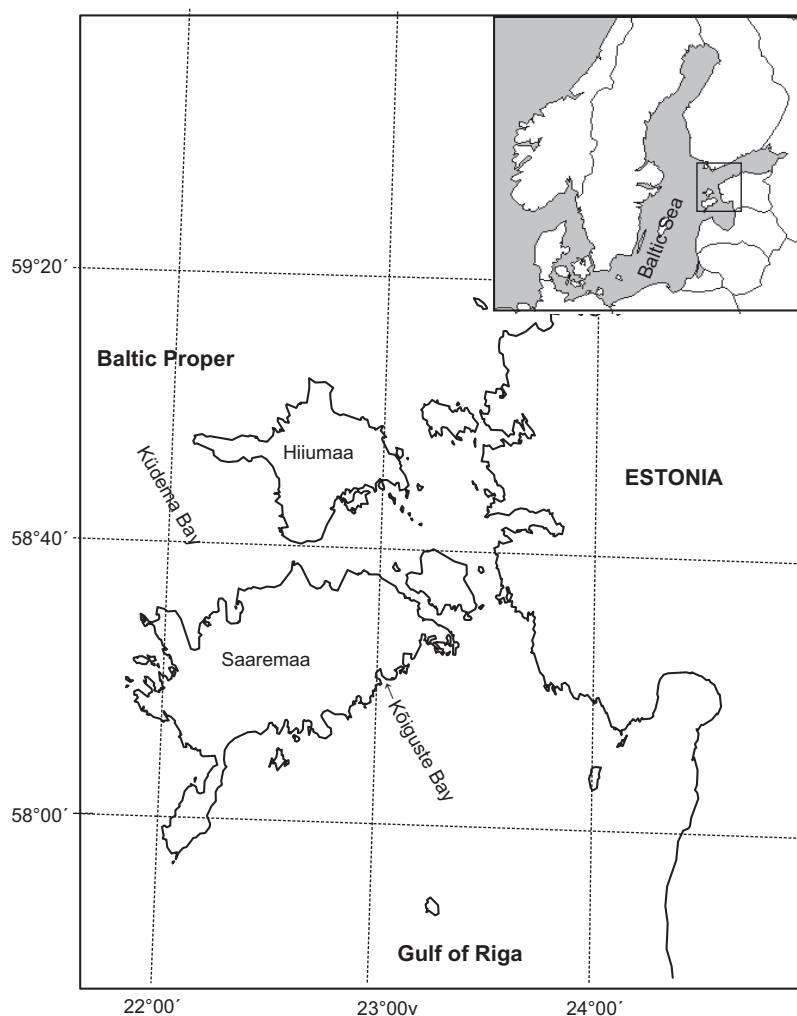 Baltic Sea
59°20´
Baltic Proper
Hiiumaa
ESTONIA
Küdema Bay
58°40´
Saaremaa
←Kõiguste Bay
58°00´
Gulf of Riga
22°00´
23°00v
24°00´